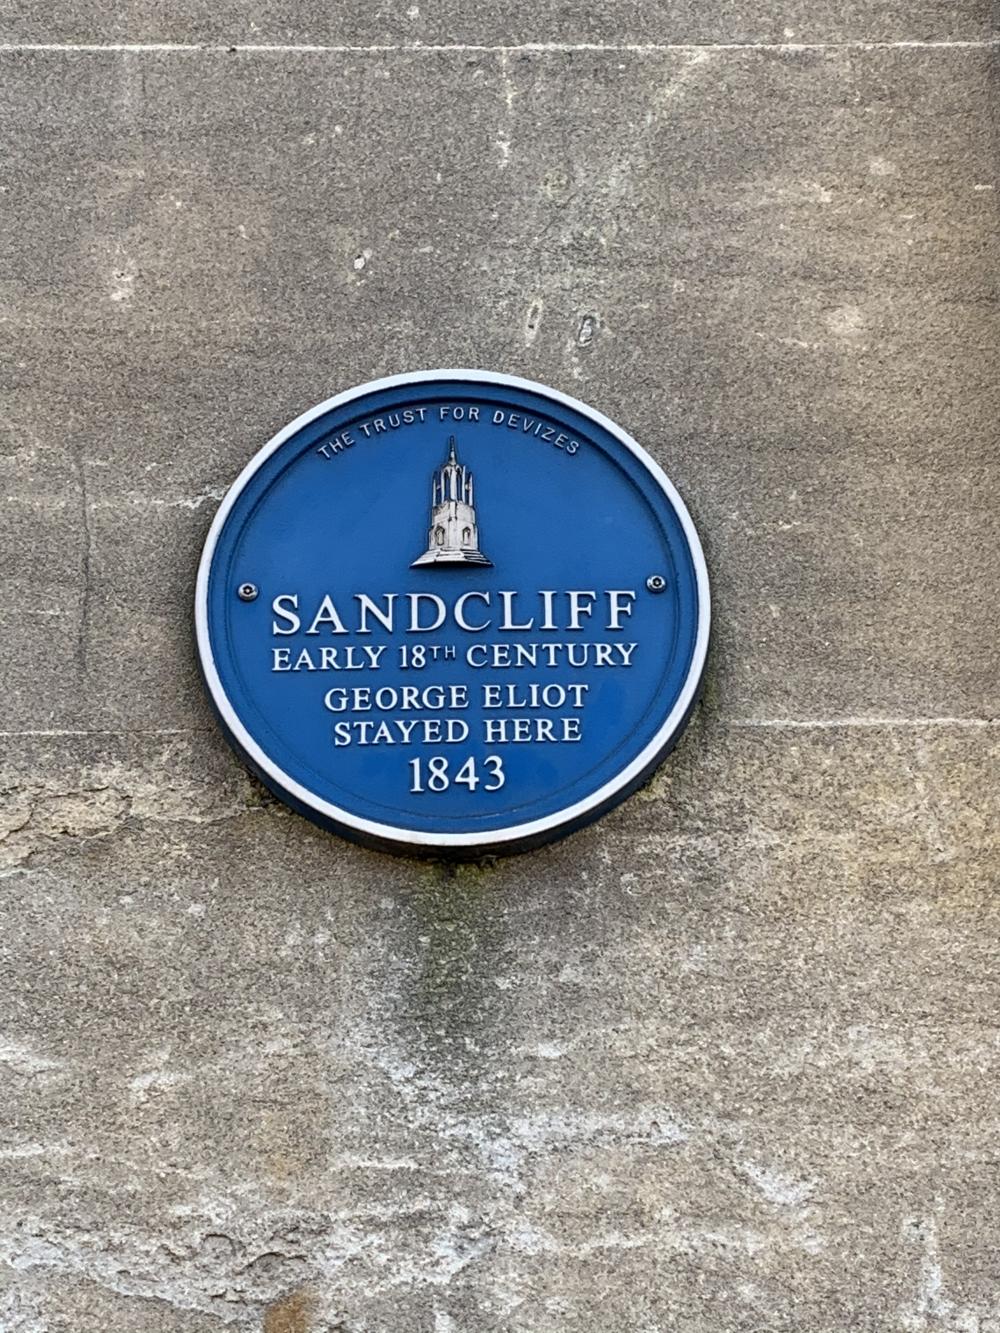 THE TRUST FOR DEVIZES
SANDCLIFF
EARLY 18TH CENTURY
GEORGE ELIOT
STAYED HERE
1843